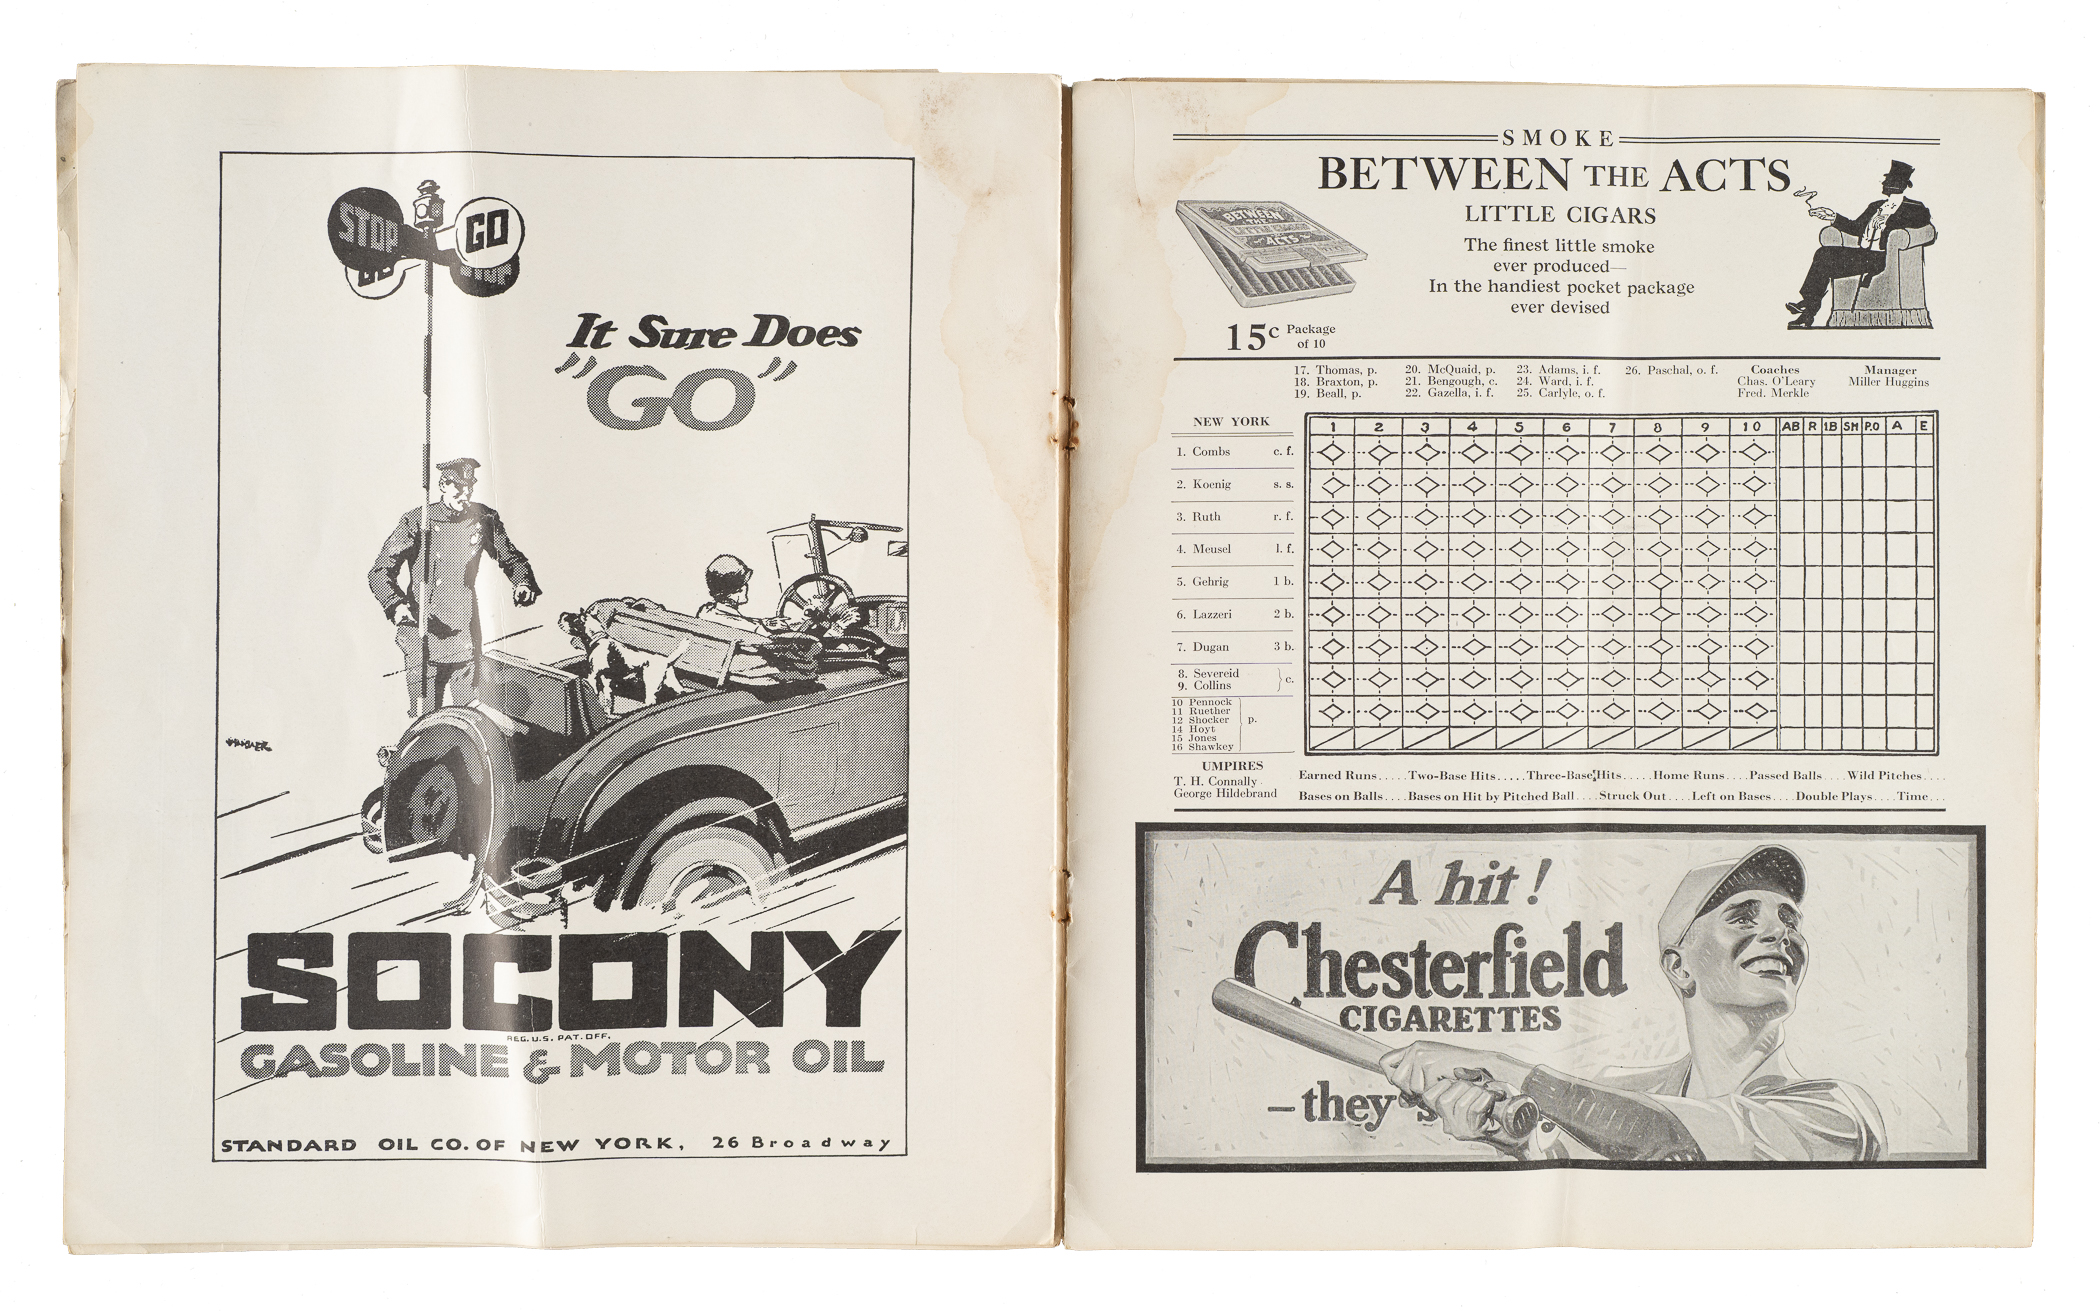 STOP
GO
It Sure Does
"GO"
SOCONY
REG. U.S. PAT. OFF.
GASOLINE & MOTOR OIL
STANDARD OIL CO. OF NEW YORK, 26 Broadway
SMOKE
BETWEEN THE ACTS
LITTLE CIGARS
The finest little smoke
ever produced—
In the handiest pocket package
ever devised
BETWEEN
THE
ACTS
15c Package
of 10
17. Thomas, p. 20. McQuaid, p. 23. Adams, i. f. 26. Paschal, o. f. Coaches Manager
18. Braxton, p. 21. Bengough, c. 24. Ward, i. f. Chas. O'Leary Miller Huggins
19. Beall, p. 22. Gazella, i. f. 25. Carlyle, o. f. Fred. Merkle
NEW YORK 1 2 3 4 5 6 7 8 9 10 AB R 1B SH P.O A E
1. Combs c. f.
2. Koenig s. s.
3. Ruth r. f.
4. Meusel l. f.
5. Gehrig 1 b.
6. Lazzeri 2 b.
7. Dugan 3 b.
8. Severeid
9. Collins } c.
10 Pennock
11 Ruether
12 Shocker } p.
14 Hoyt
15 Jones
16 Shawkey
UMPIRES
T. H. Connally
George Hildebrand
Earned Runs.....Two-Base Hits.....Three-Base Hits.....Home Runs....Passed Balls....Wild Pitches....
Bases on Balls....Bases on Hit by Pitched Ball....Struck Out....Left on Bases....Double Plays....Time...
A hit!
Chesterfield
CIGARETTES
– they's